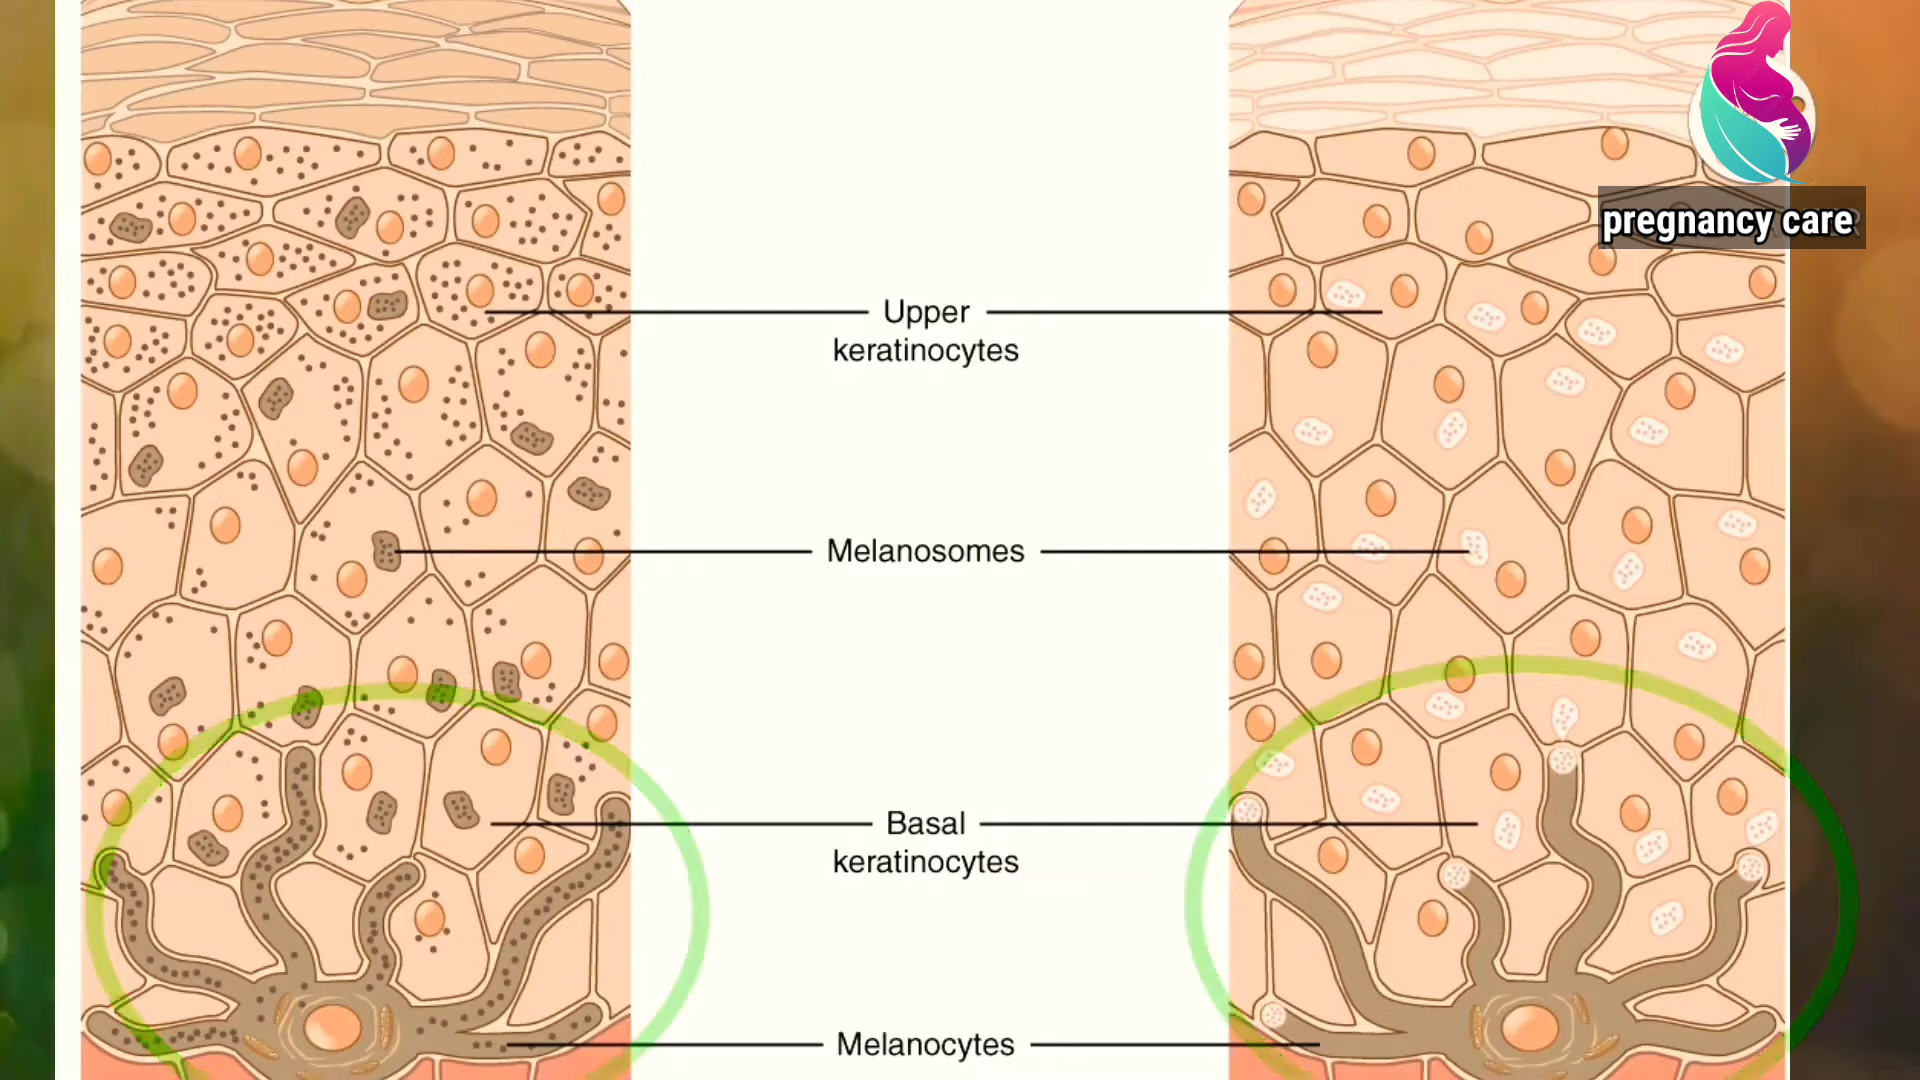 pregnancy care
Upper
keratinocytes
Melanosomes
Basal
keratinocytes
Melanocytes